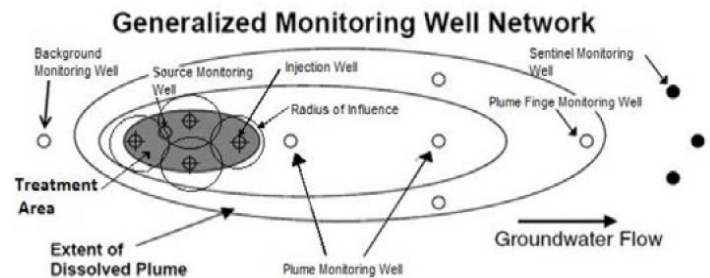 Generalized Monitoring Well Network
Background
Monitoring Well
Source Monitoring
Well
Injection Well
Sentinel Monitoring
Well
Radius of Influence
Plume Finge Monitoring Well
Treatment
Area
Extent of
Dissolved Plume
Plume Monitoring Well
Groundwater Flow